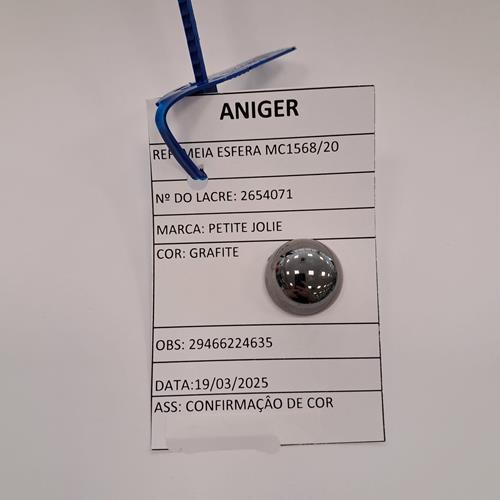 ANIGER
REF: MEIA ESFERA MC1568/20
Nº DO LACRE: 2654071
MARCA: PETITE JOLIE
COR: GRAFITE
OBS: 29466224635
DATA:19/03/2025
ASS: CONFIRMAÇÂO DE COR